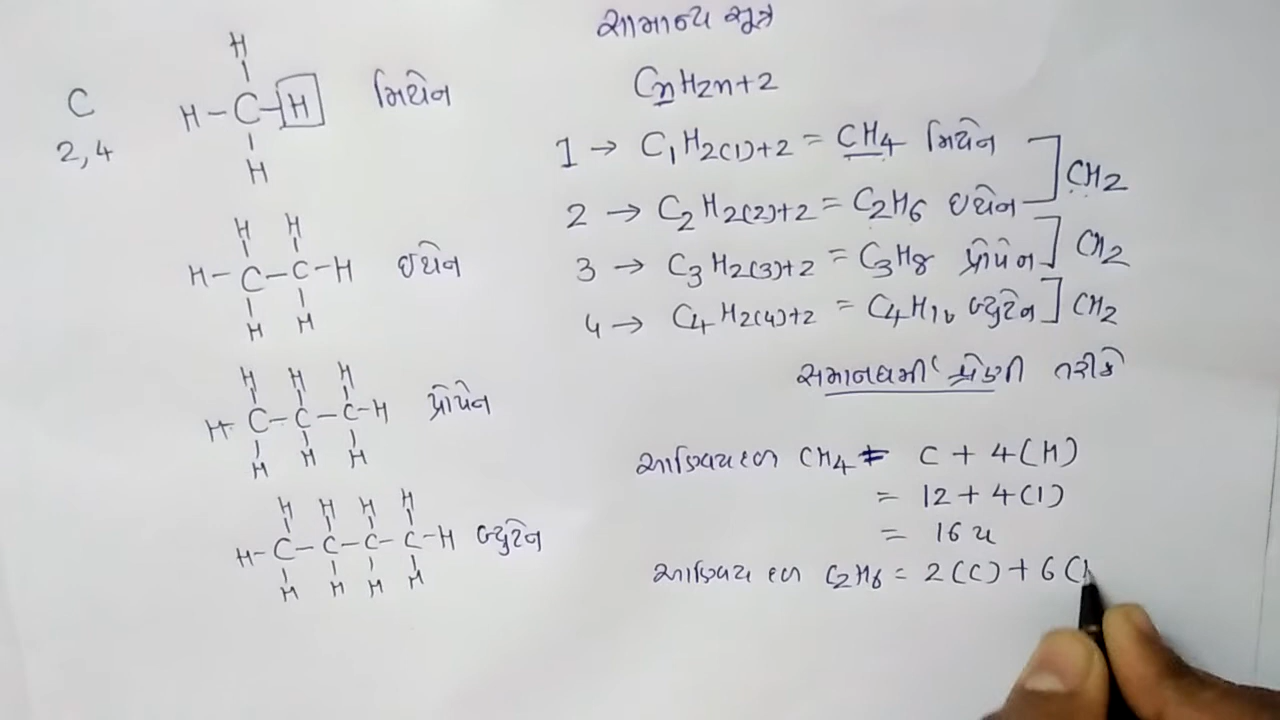 C
2,4
H
H-C-H મિથેન
H
H H
H-C-C-H ઇથેન
H H
H H H
H-C-C-C-H પ્રોપેન
H H H
H H H H
H-C-C-C-C-H બ્યુટેન
H H H H
સામાન્ય સૂત્ર
CnH2n+2
1 → C1H2(1)+2 = CH4 મિથેન
2 → C2H2(2)+2 = C2H6 ઇથેન
CH2
3 → C3H2(3)+2 = C3H8 પ્રોપેન
CH2
4 → C4H2(4)+2 = C4H10 બ્યુટેન
CH2
સમાનધર્મી શ્રેણી તરીકે
આણ્વિય દળ CH4 = C + 4(H)
= 12 + 4(1)
= 16 u
આણ્વિય દળ C2H6 = 2(C) + 6(